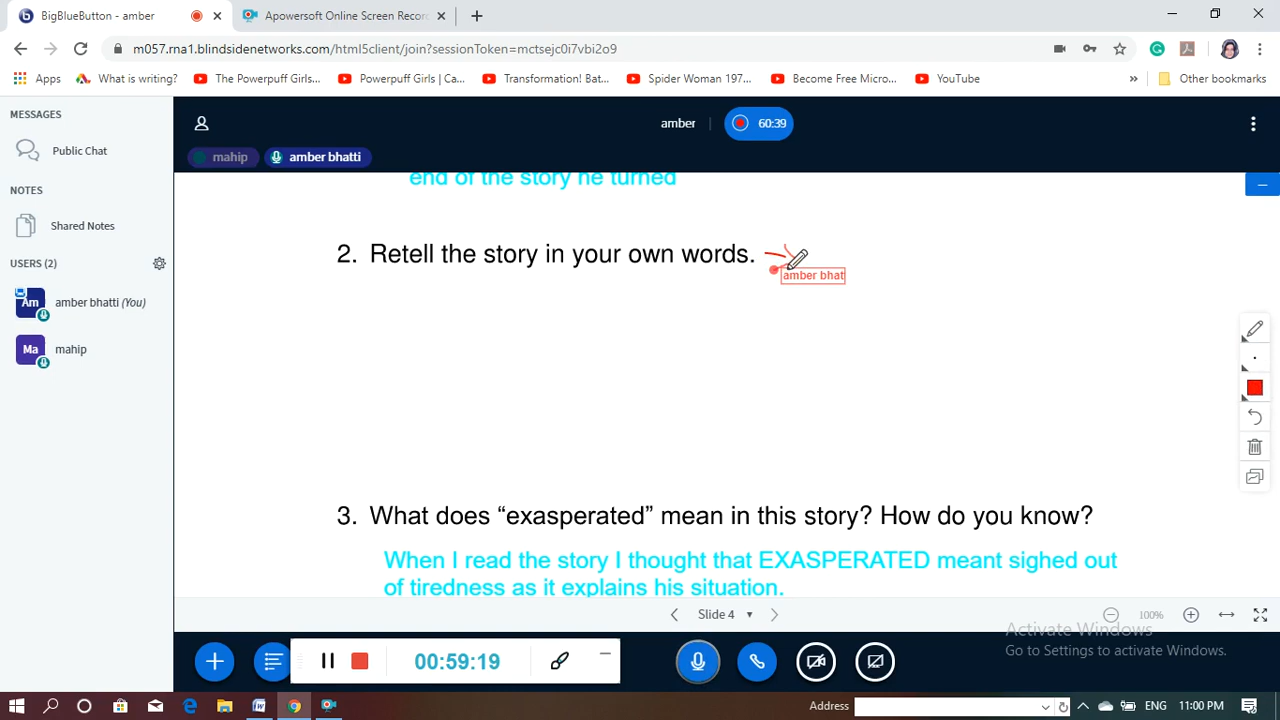 BigBlueButton - amber
Apowersoft Online Screen Recor
m057.rna1.blindsidenetworks.com/html5client/join?sessionToken=mctsejc0i7vbi2o9
Apps
What is writing?
The Powerpuff Girls...
Powerpuff Girls | Ca...
Transformation! Bat...
Spider Woman 197...
Become Free Micro...
YouTube
»
Other bookmarks
MESSAGES
Public Chat
NOTES
Shared Notes
USERS (2)
Am
amber bhatti (You)
Ma
mahip
amber
60:39
mahip
amber bhatti
end of the story he turned
2. Retell the story in your own words.
amber bhat
3. What does “exasperated” mean in this story? How do you know?
When I read the story I thought that EXASPERATED meant sighed out
of tiredness as it explains his situation.
Slide 4
100%
Activate Windows
Go to Settings to activate Windows.
00:59:19
Address
ENG
11:00 PM